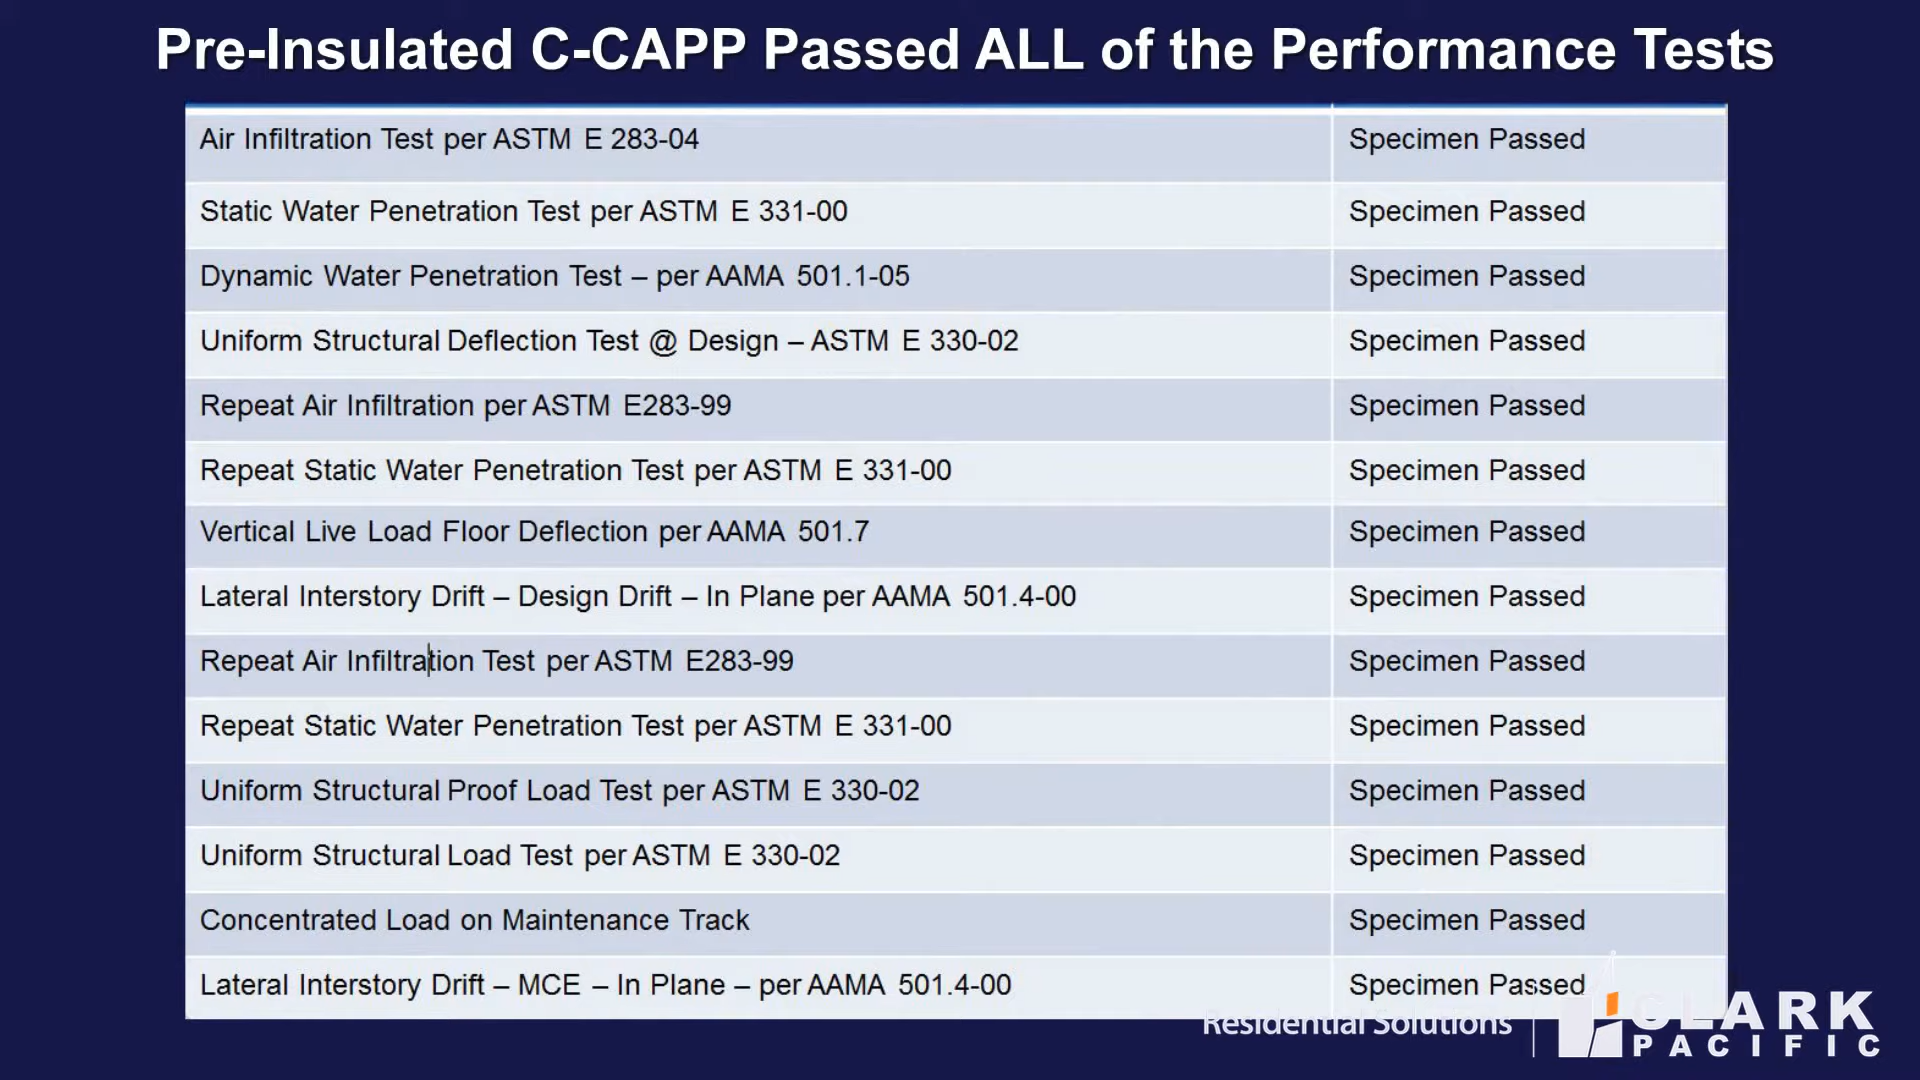 Pre-Insulated C-CAPP Passed ALL of the Performance Tests
Air Infiltration Test per ASTM E 283-04 Specimen Passed
Static Water Penetration Test per ASTM E 331-00 Specimen Passed
Dynamic Water Penetration Test – per AAMA 501.1-05 Specimen Passed
Uniform Structural Deflection Test @ Design – ASTM E 330-02 Specimen Passed
Repeat Air Infiltration per ASTM E283-99 Specimen Passed
Repeat Static Water Penetration Test per ASTM E 331-00 Specimen Passed
Vertical Live Load Floor Deflection per AAMA 501.7 Specimen Passed
Lateral Interstory Drift – Design Drift – In Plane per AAMA 501.4-00 Specimen Passed
Repeat Air Infiltration Test per ASTM E283-99 Specimen Passed
Repeat Static Water Penetration Test per ASTM E 331-00 Specimen Passed
Uniform Structural Proof Load Test per ASTM E 330-02 Specimen Passed
Uniform Structural Load Test per ASTM E 330-02 Specimen Passed
Concentrated Load on Maintenance Track Specimen Passed
Lateral Interstory Drift – MCE – In Plane – per AAMA 501.4-00 Specimen Passed
Residential Solutions
CLARK
PACIFIC